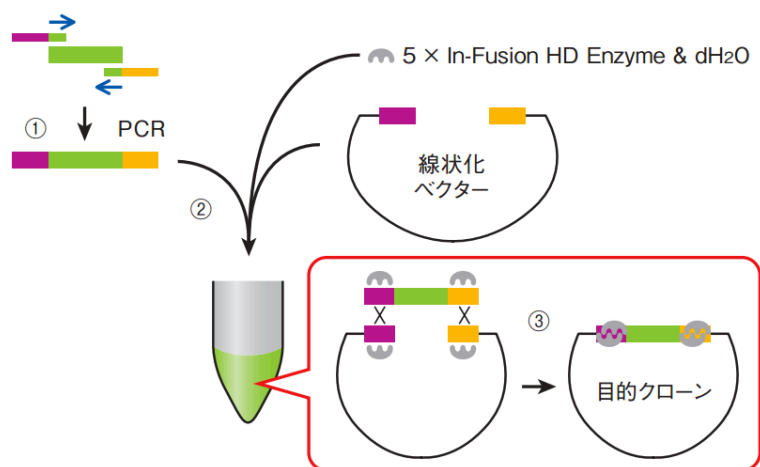 5 × In-Fusion HD Enzyme & dH2O
① PCR
線状化
ベクター
②
③
目的クローン